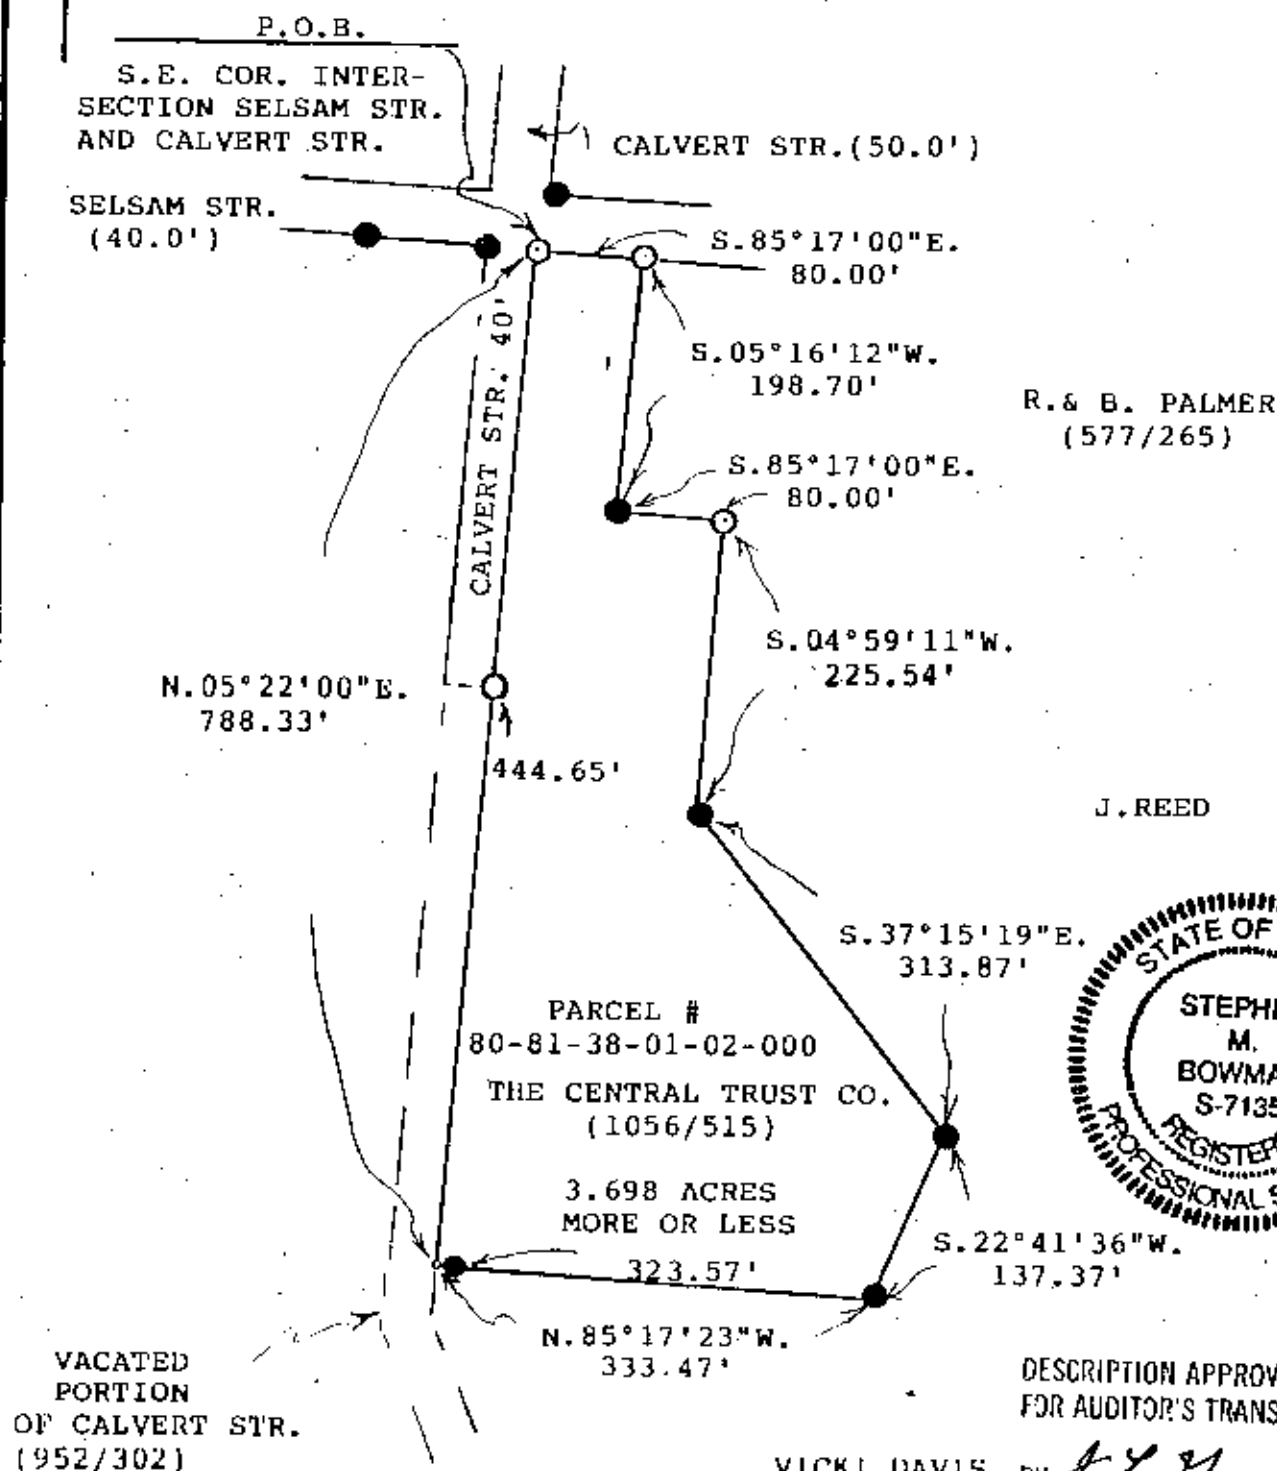 P.O.B.
S.E. COR. INTER-
SECTION SELSAM STR.
AND CALVERT STR.
CALVERT STR.(50.0')
SELSAM STR.
(40.0')
S.85°17'00"E.
80.00'
CALVERT STR. 40'
S.05°16'12"W.
198.70'
R.& B. PALMER
(577/265)
S.85°17'00"E.
80.00'
S.04°59'11"W.
225.54'
N.05°22'00"E.
788.33'
444.65'
J.REED
S.37°15'19"E.
313.87'
STATE OF
STEPH
M.
BOWMA
S-7135
REGISTER
PROFESSIONAL S
PARCEL #
80-81-38-01-02-000
THE CENTRAL TRUST CO.
(1056/515)
3.698 ACRES
MORE OR LESS
323.57'
S.22°41'36"W.
137.37'
N.85°17'23"W.
333.47'
VACATED
PORTION
OF CALVERT STR.
(952/302)
DESCRIPTION APPROV
FOR AUDITOR'S TRANS
VICKI DAVIS